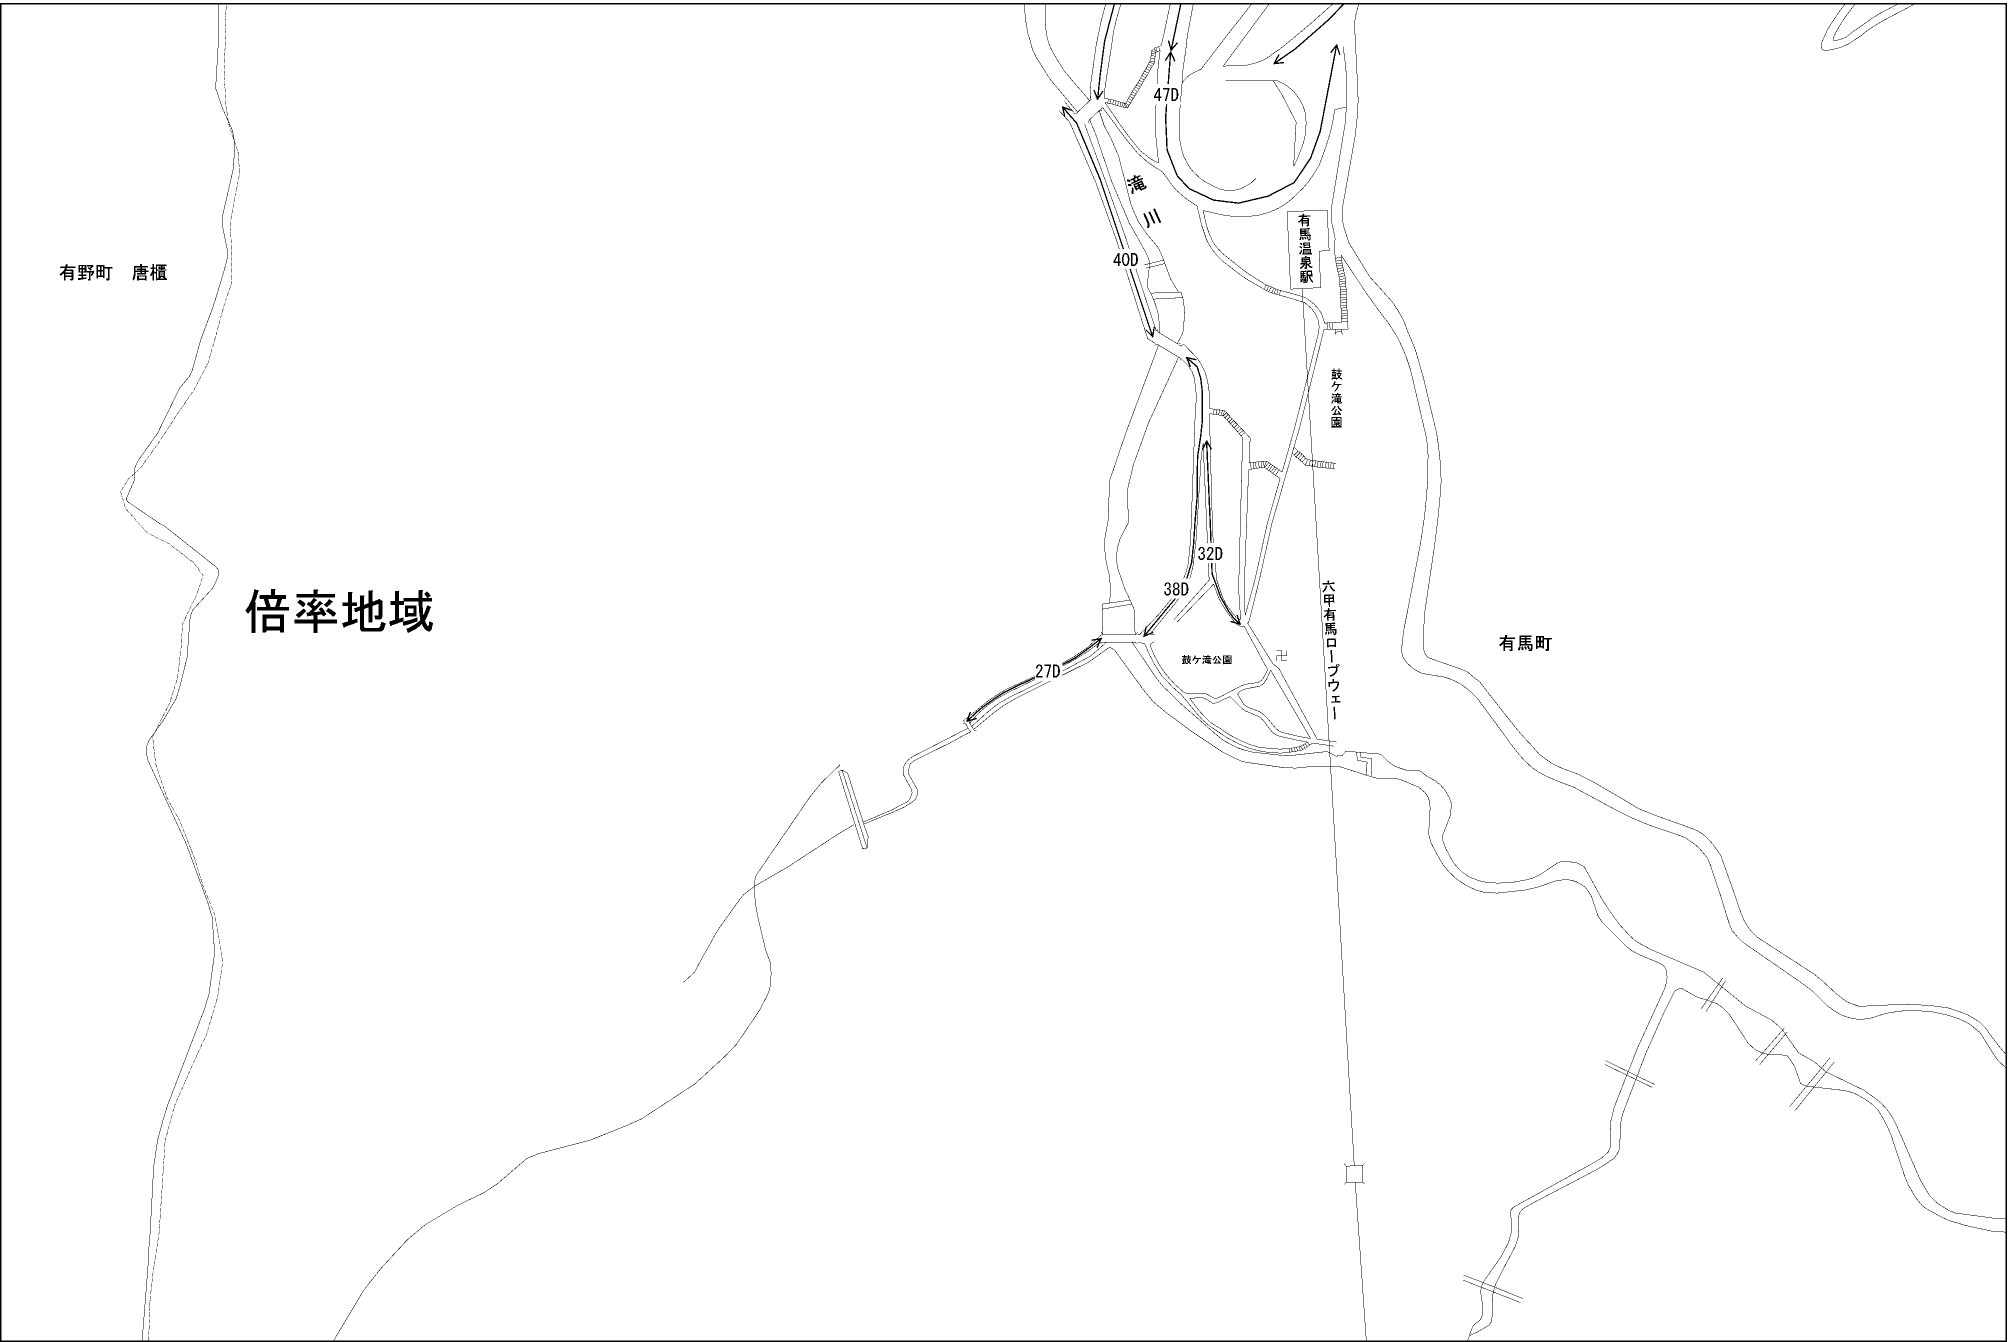 47D
滝川
有馬温泉駅
40D
有野町　唐櫃
鼓ケ滝公園
32D
38D
倍率地域
六甲有馬ロープウェー
有馬町
鼓ケ滝公園
27D